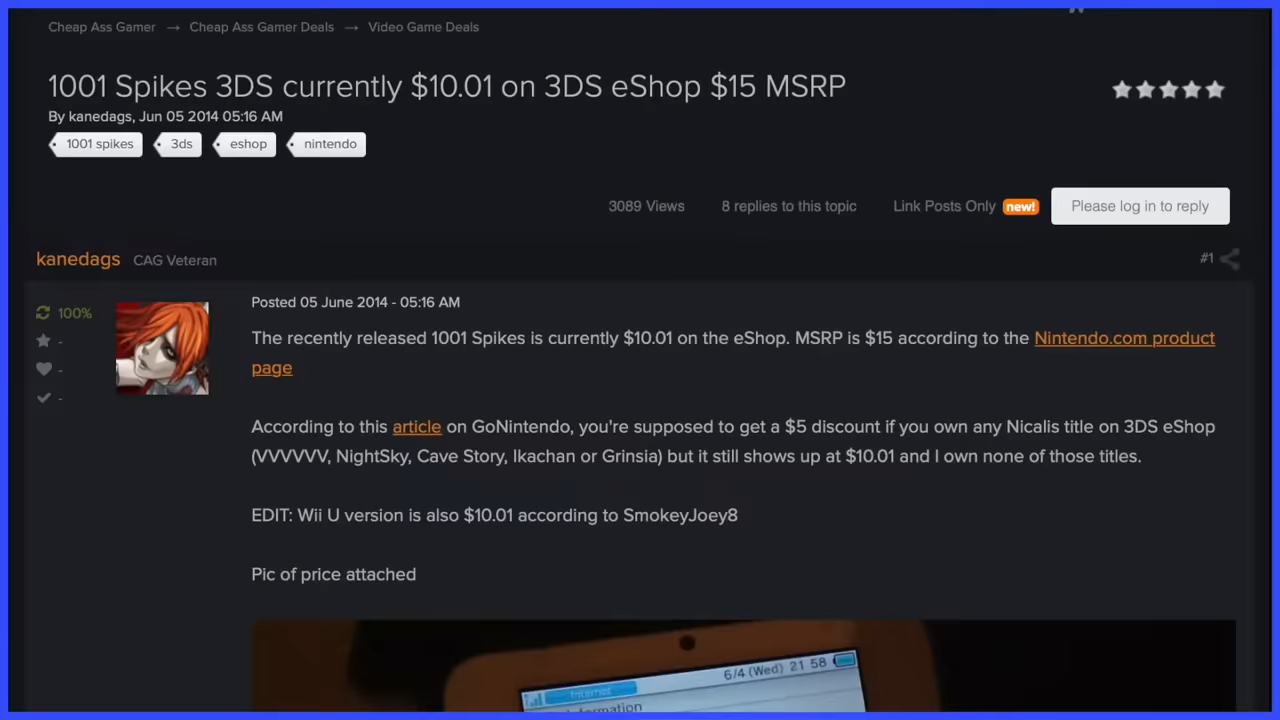 Cheap Ass Gamer → Cheap Ass Gamer Deals → Video Game Deals
1001 Spikes 3DS currently $10.01 on 3DS eShop $15 MSRP
By kanedags, Jun 05 2014 05:16 AM
1001 spikes 3ds eshop nintendo
3089 Views 8 replies to this topic Link Posts Only new! Please log in to reply
kanedags CAG Veteran #1
100%
Posted 05 June 2014 - 05:16 AM
The recently released 1001 Spikes is currently $10.01 on the eShop. MSRP is $15 according to the Nintendo.com product
page
According to this article on GoNintendo, you're supposed to get a $5 discount if you own any Nicalis title on 3DS eShop
(VVVVVV, NightSky, Cave Story, Ikachan or Grinsia) but it still shows up at $10.01 and I own none of those titles.
EDIT: Wii U version is also $10.01 according to SmokeyJoey8
Pic of price attached
6/4 (Wed) 21 58
Internet
formation